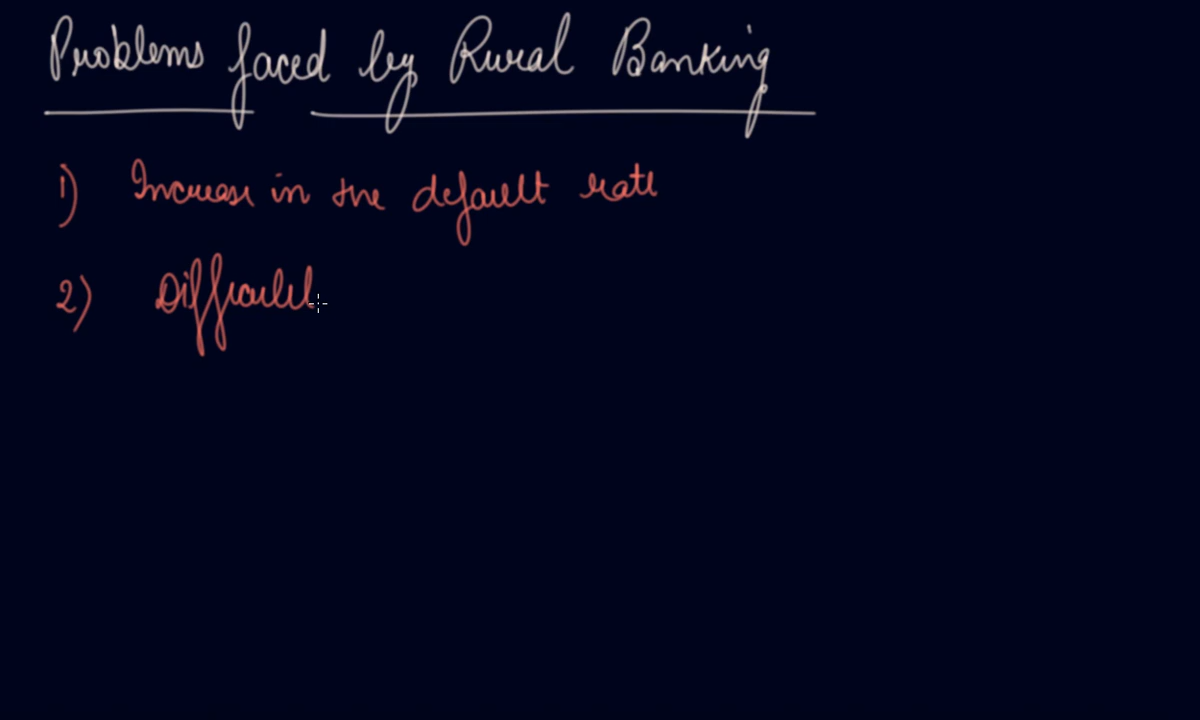 Problems faced by Rural Banking
1) Increase in the default rate
2) Difficult